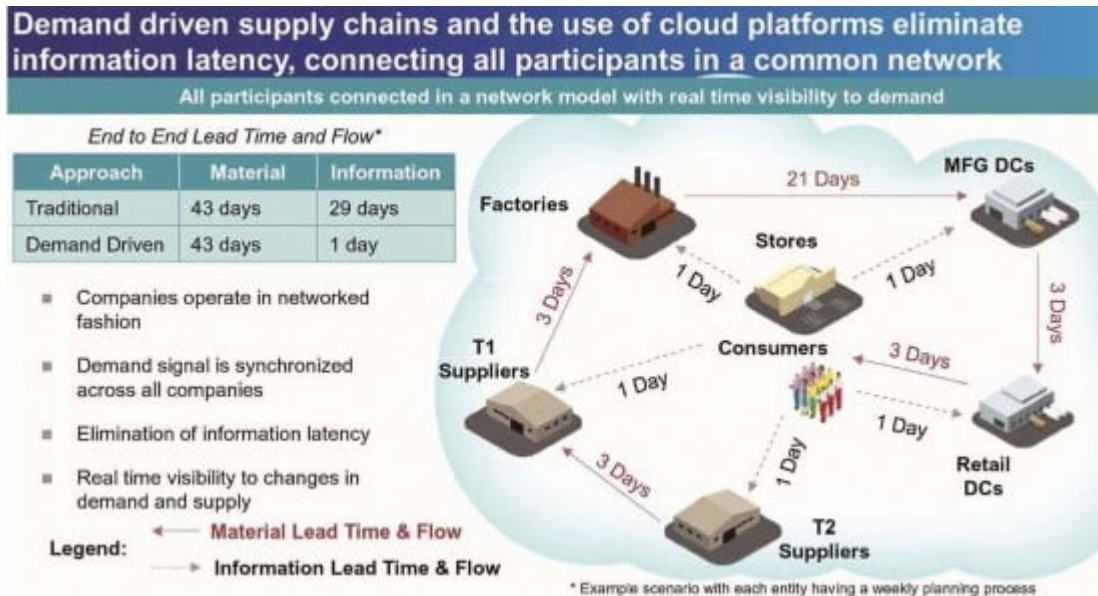 Demand driven supply chains and the use of cloud platforms eliminate
information latency, connecting all participants in a common network
All participants connected in a network model with real time visibility to demand
End to End Lead Time and Flow*
Approach Material Information
Traditional 43 days 29 days
Demand Driven 43 days 1 day
Companies operate in networked
fashion
Demand signal is synchronized
across all companies
Elimination of information latency
Real time visibility to changes in
demand and supply
Legend:
Material Lead Time & Flow
Information Lead Time & Flow
Factories
21 Days
MFG DCs
Stores
1 Day
1 Day
3 Days
3 Days
T1
Suppliers
Consumers
3 Days
1 Day
1 Day
1 Day
Retail
DCs
3 Days
T2
Suppliers
* Example scenario with each entity having a weekly planning process